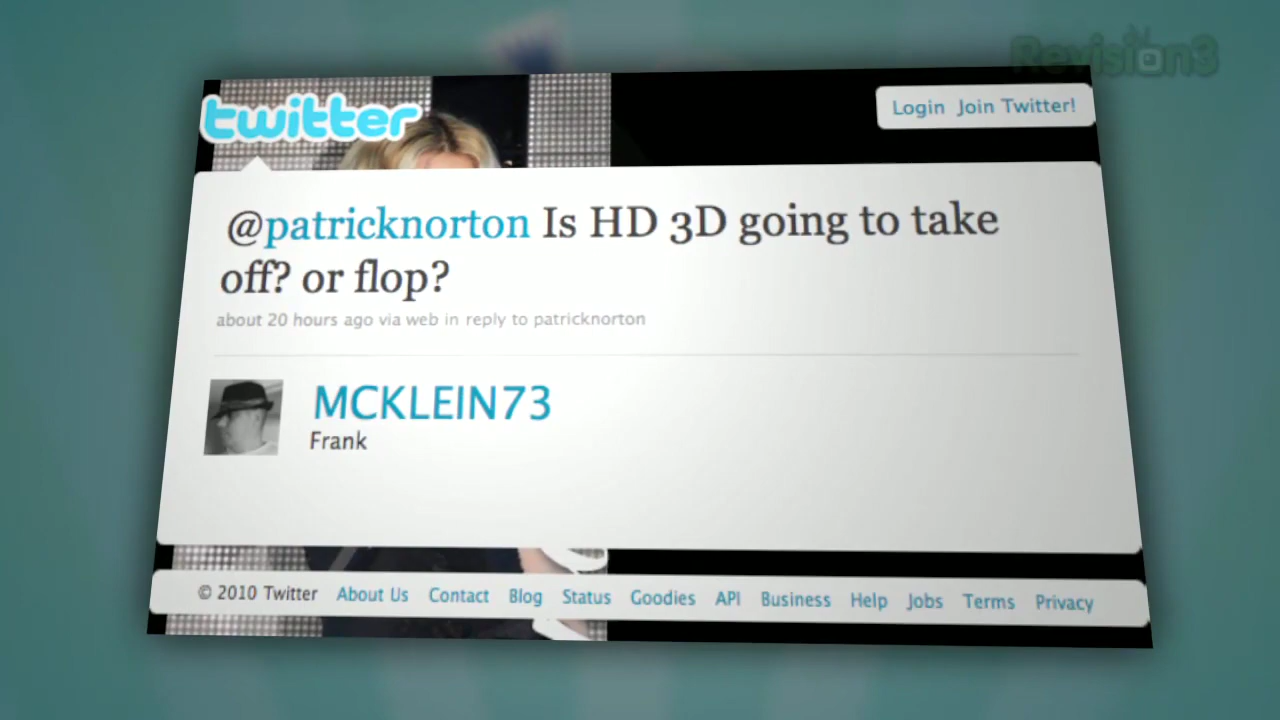 Revision3
twitter
Login Join Twitter!
@patricknorton Is HD 3D going to take
off? or flop?
about 20 hours ago via web in reply to patricknorton
MCKLEIN73
Frank
© 2010 Twitter About Us Contact Blog Status Goodies API Business Help Jobs Terms Privacy